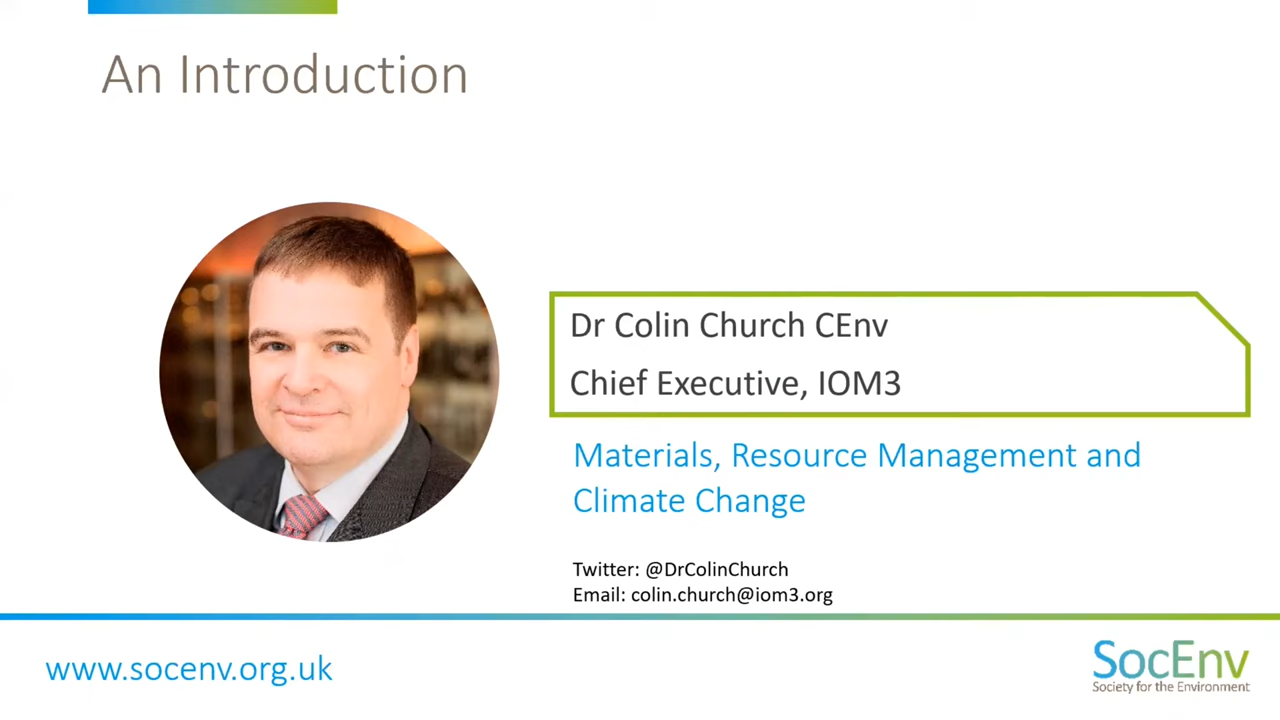 An Introduction
Dr Colin Church CEnv
Chief Executive, IOM3
Materials, Resource Management and
Climate Change
Twitter: @DrColinChurch
Email: colin.church@iom3.org
www.socenv.org.uk
SocEnv
Society for the Environment